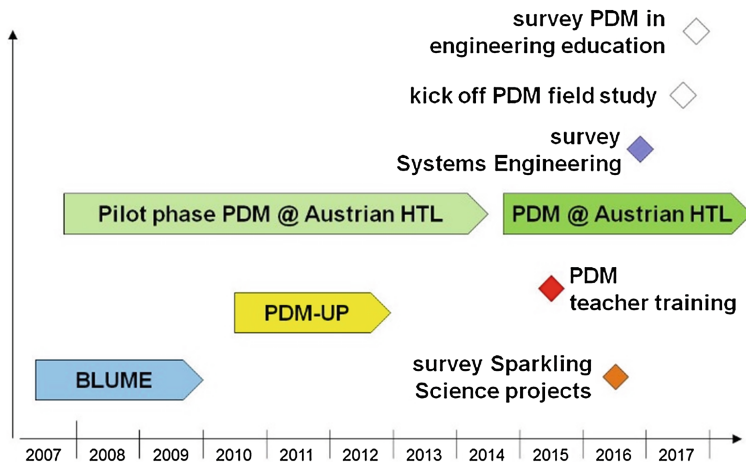 survey PDM in
engineering education
kick off PDM field study
survey
Systems Engineering
Pilot phase PDM @ Austrian HTL
PDM @ Austrian HTL
PDM
teacher training
PDM-UP
survey Sparkling
Science projects
BLUME
2007 2008 2009 2010 2011 2012 2013 2014 2015 2016 2017